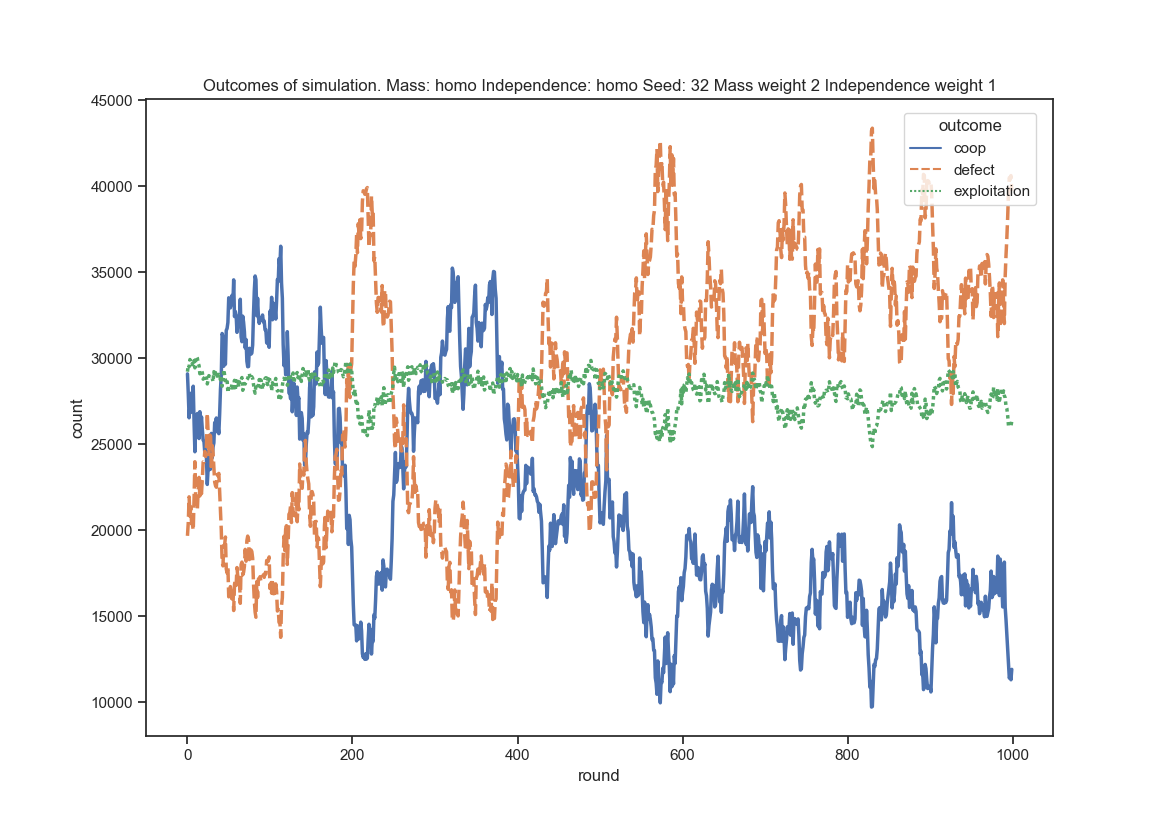 Outcomes of simulation. Mass: homo Independence: homo Seed: 32 Mass weight 2 Independence weight 1
45000
40000
35000
30000
25000
20000
15000
10000
count
outcome
coop
defect
exploitation
0
200
400
600
800
1000
round